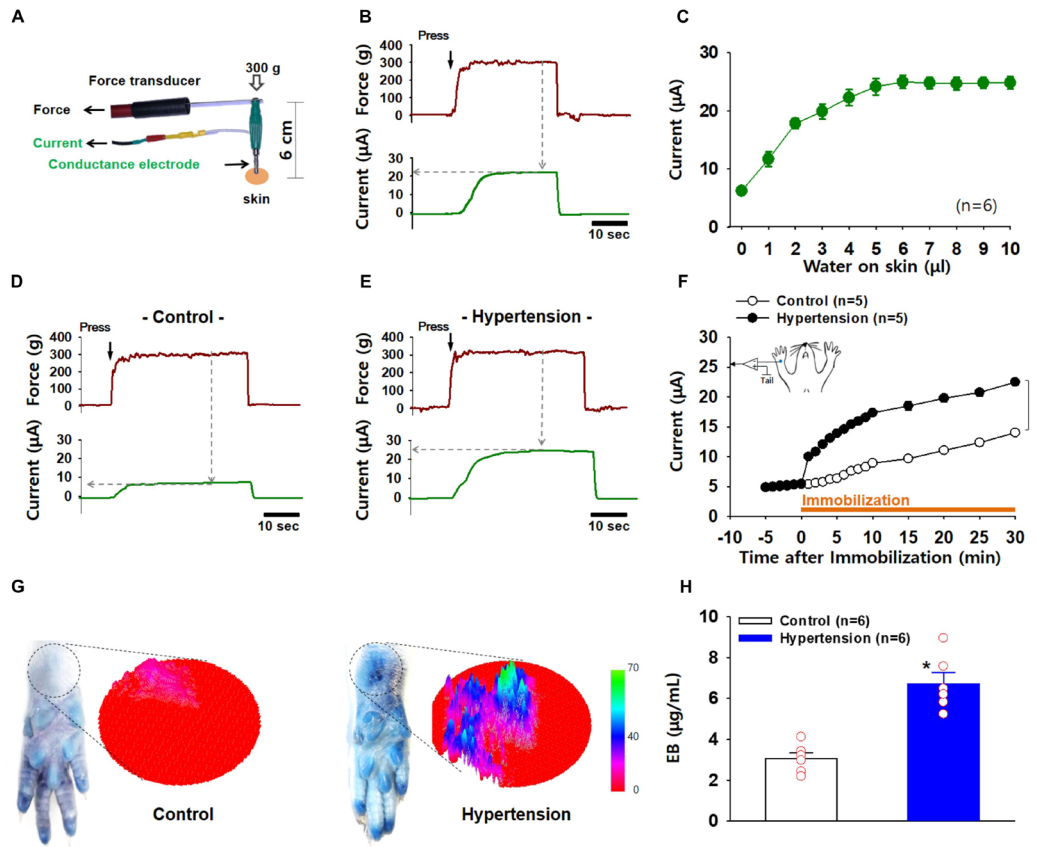 A
Force transducer
300 g
Force
Current
Conductance electrode
6 cm
skin
B
Press
Force (g)
400
300
200
100
0
Current (µA)
30
20
10
0
10 sec
C
Current (µA)
30
20
10
0
(n=6)
0 1 2 3 4 5 6 7 8 9 10
Water on skin (µl)
D
- Control -
Press
Force (g)
400
300
200
100
0
Current (µA)
30
20
10
0
10 sec
E
- Hypertension -
Press
Force (g)
400
300
200
100
0
Current (µA)
30
20
10
0
10 sec
F
Control (n=5)
Hypertension (n=5)
Current (µA)
30
25
20
15
10
5
0
Tail
Immobilization
-10 -5 0 5 10 15 20 25 30
Time after Immobilization (min)
G
Control
Hypertension
70
40
0
H
Control (n=6)
Hypertension (n=6)
EB (µg/mL)
10
8
6
4
2
0
*